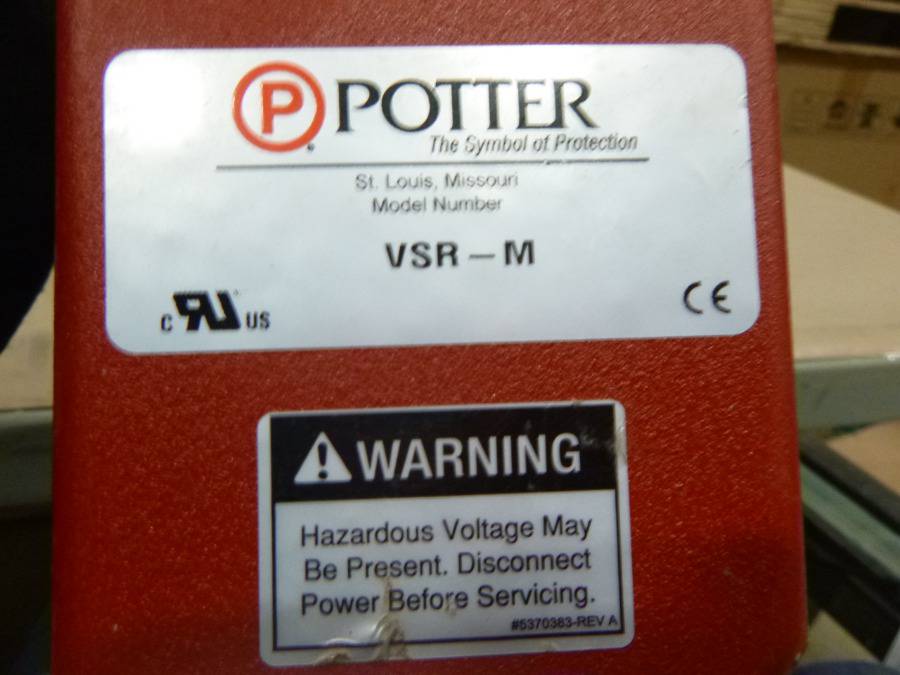 P POTTER
The Symbol of Protection
St. Louis, Missouri
Model Number
VSR – M
C RU US CE
WARNING
Hazardous Voltage May
Be Present. Disconnect
Power Before Servicing.
#5370383-REV A